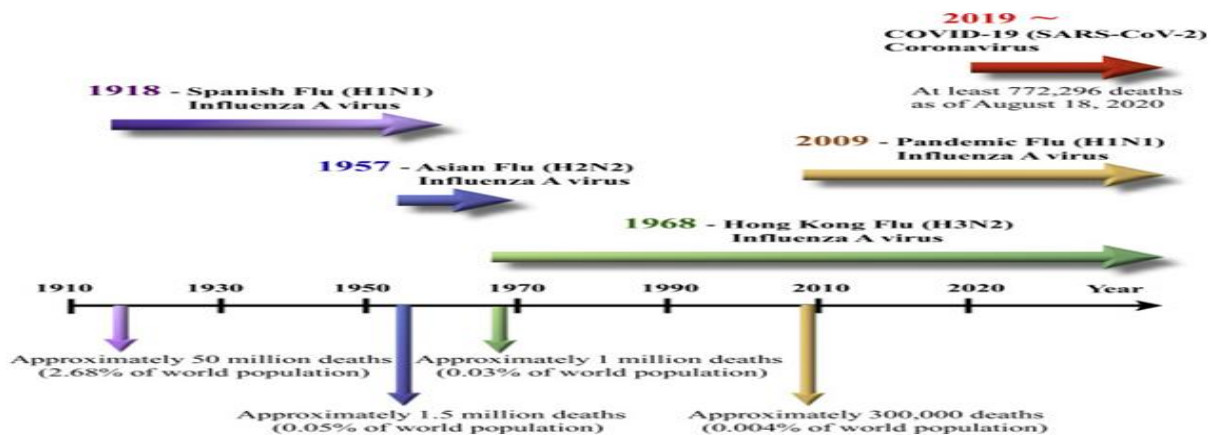 2019 ~
COVID-19 (SARS-CoV-2)
Coronavirus
At least 772,296 deaths
as of August 18, 2020
1918 - Spanish Flu (H1N1)
Influenza A virus
2009 - Pandemic Flu (H1N1)
Influenza A virus
1957 - Asian Flu (H2N2)
Influenza A virus
1968 - Hong Kong Flu (H3N2)
Influenza A virus
1910 1930 1950 1970 1990 2010 2020 Year
Approximately 50 million deaths
(2.68% of world population)
Approximately 1 million deaths
(0.03% of world population)
Approximately 1.5 million deaths
(0.05% of world population)
Approximately 300,000 deaths
(0.004% of world population)